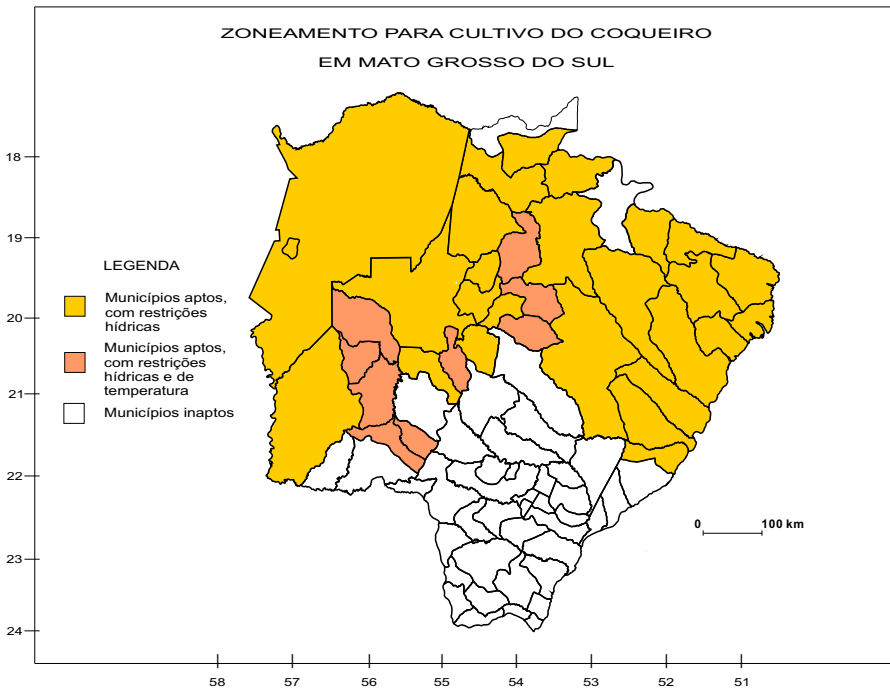 ZONEAMENTO PARA CULTIVO DO COQUEIRO
EM MATO GROSSO DO SUL
18
19
20
21
22
23
24
LEGENDA
Municípios aptos,
com restrições
hídricas
Municípios aptos,
com restrições
hídricas e de
temperatura
Municípios inaptos
0 100 km
58 57 56 55 54 53 52 51